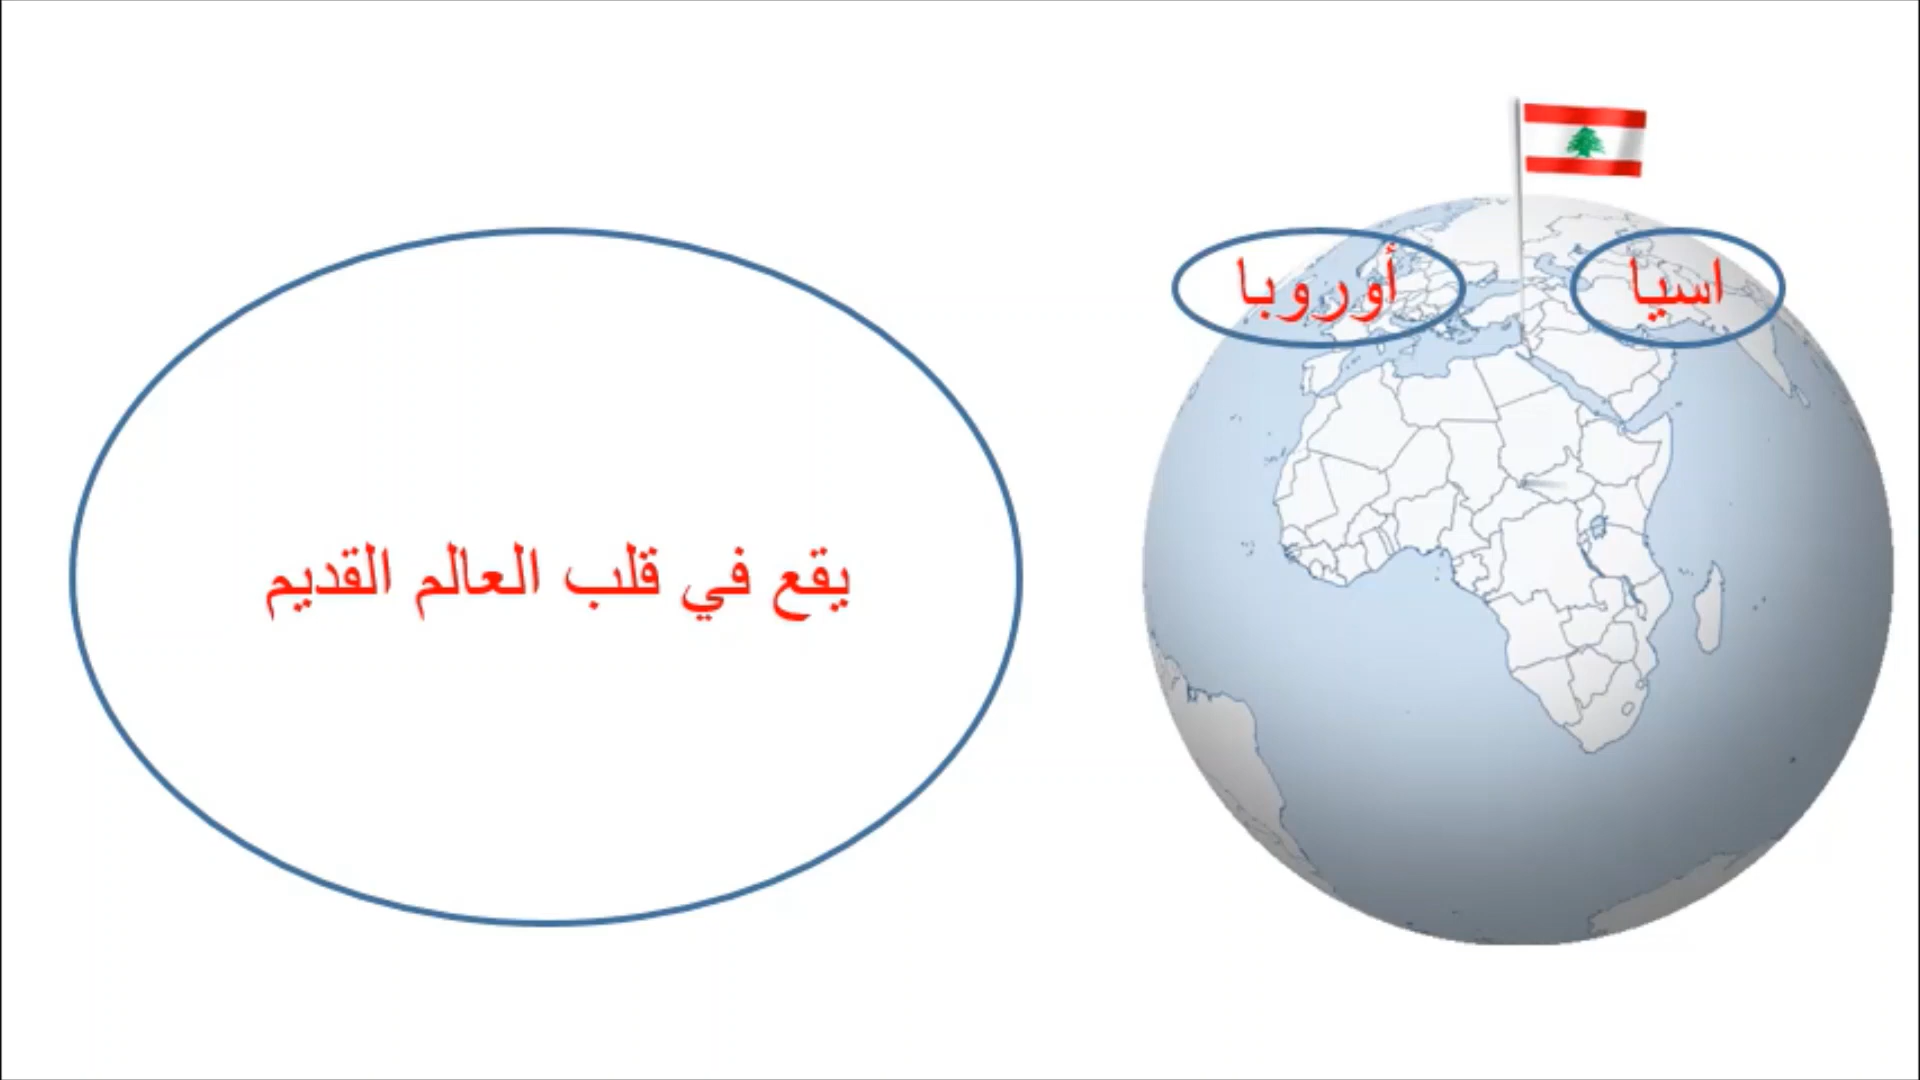 اسيا
أوروبا
يقع في قلب العالم القديم